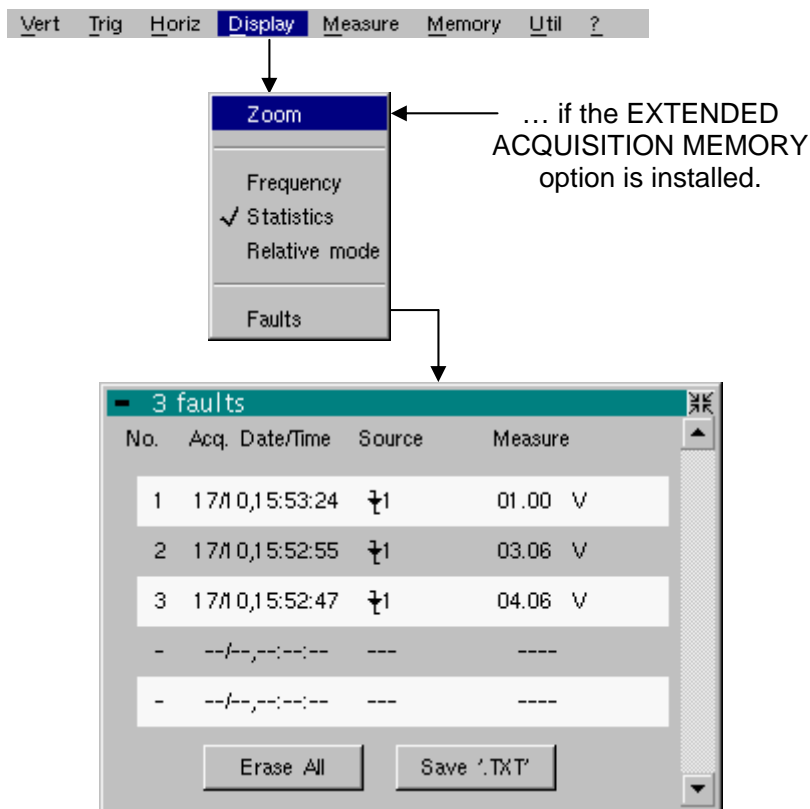 Vert Trig Horiz Display Measure Memory Util ?
Zoom
… if the EXTENDED
ACQUISITION MEMORY
option is installed.
Frequency
✓ Statistics
Relative mode
Faults
3 faults
No. Acq. Date/Time Source Measure
1 17/10,15:53:24 1 01.00 V
2 17/10,15:52:55 1 03.06 V
3 17/10,15:52:47 1 04.06 V
- --/--,--:--:-- --- ----
- --/--,--:--:-- --- ----
Erase All Save '.TXT'